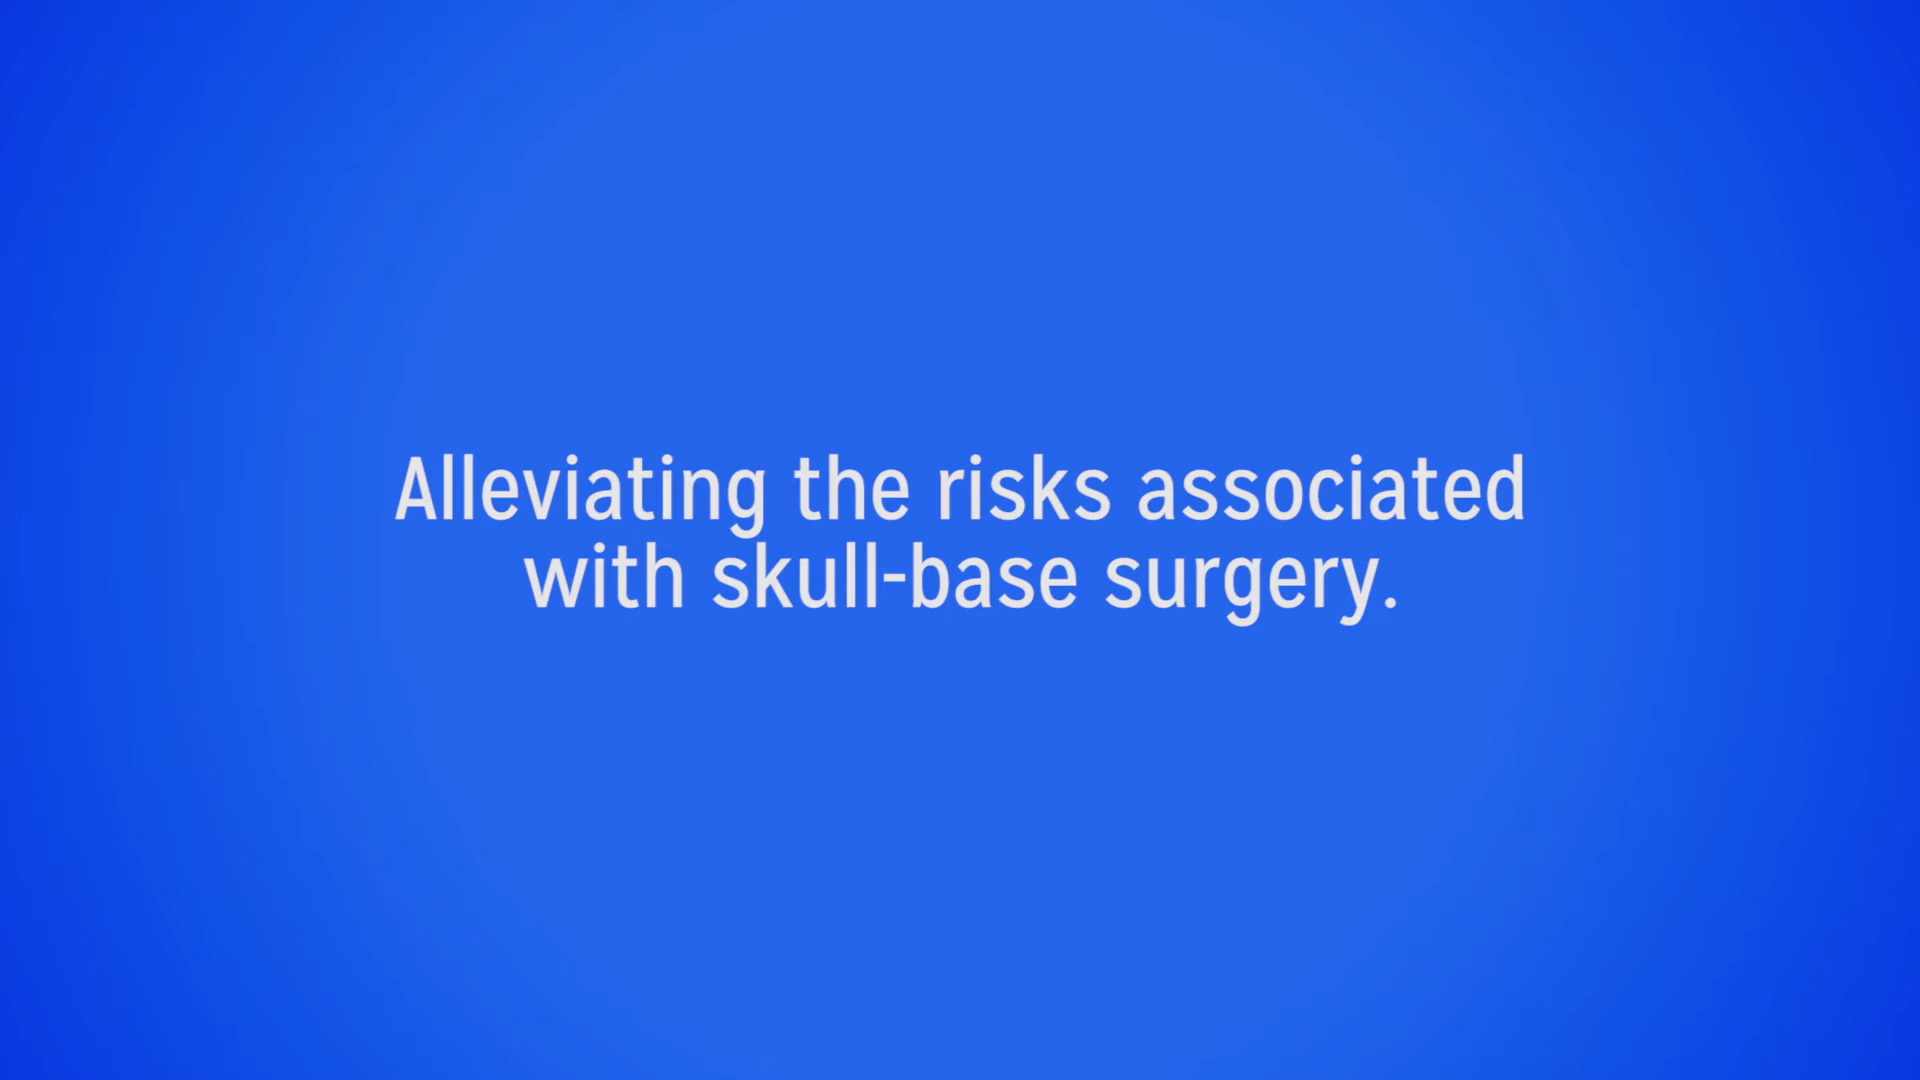 Alleviating the risks associated
with skull-base surgery.